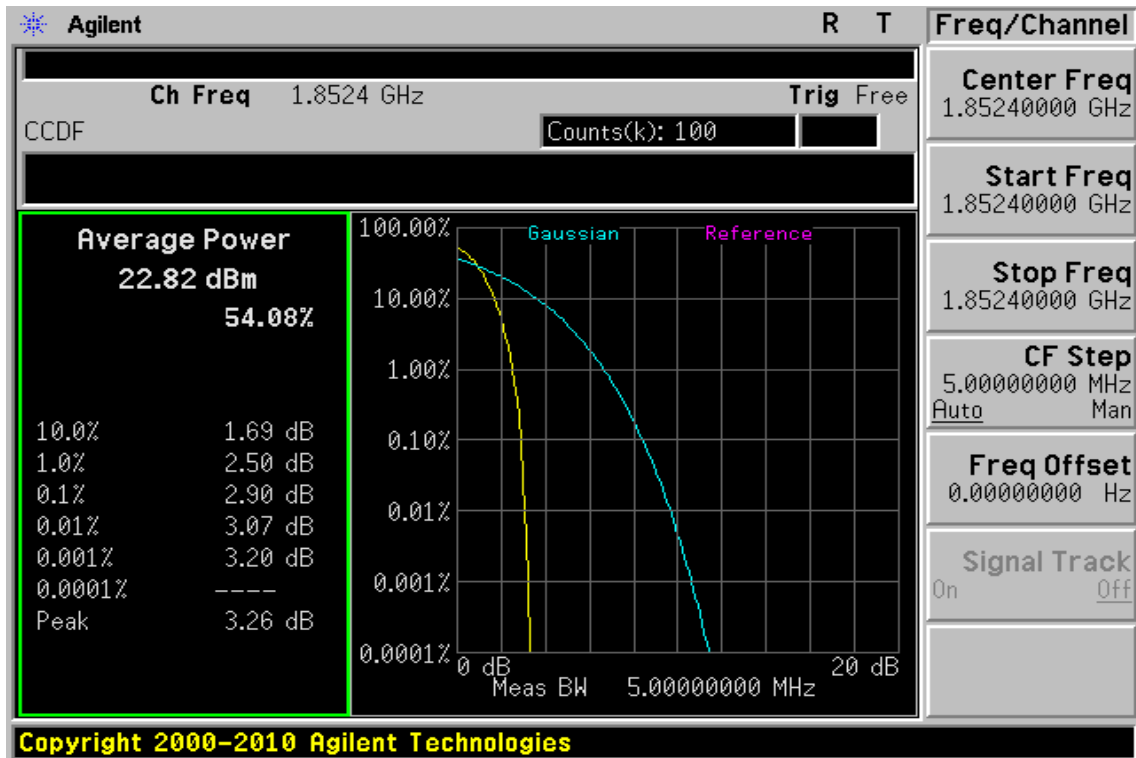 Agilent
R T
Freq/Channel
Ch Freq 1.8524 GHz
Trig Free
CCDF
Counts(k): 100
Average Power
22.82 dBm
54.08%
10.0% 1.69 dB
1.0% 2.50 dB
0.1% 2.90 dB
0.01% 3.07 dB
0.001% 3.20 dB
0.0001% ----
Peak 3.26 dB
Gaussian
Reference
100.00%
10.00%
1.00%
0.10%
0.01%
0.001%
0.0001%
0 dB
20 dB
Meas BW 5.00000000 MHz
Center Freq
1.85240000 GHz
Start Freq
1.85240000 GHz
Stop Freq
1.85240000 GHz
CF Step
5.00000000 MHz
Auto Man
Freq Offset
0.00000000 Hz
Signal Track
On Off
Copyright 2000-2010 Agilent Technologies